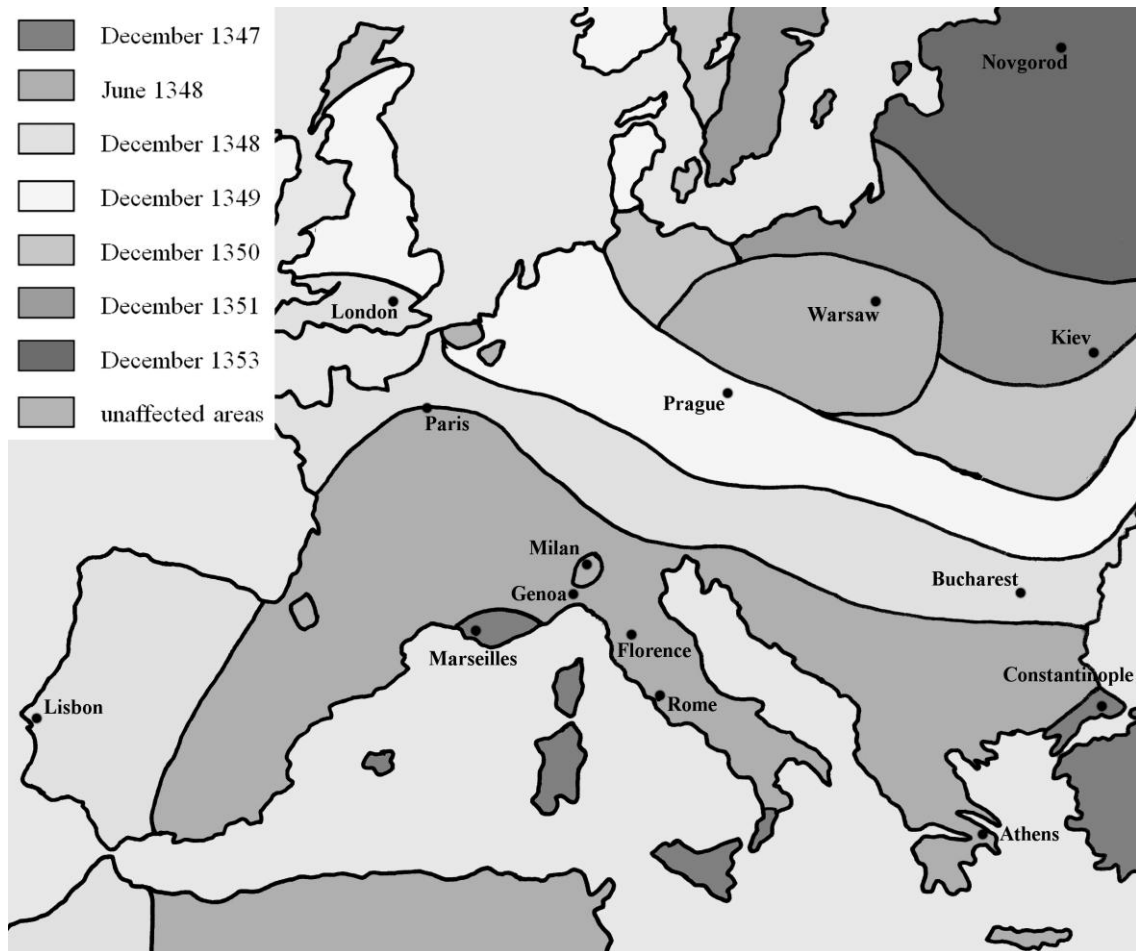 December 1347
June 1348
December 1348
December 1349
December 1350
December 1351
December 1353
unaffected areas
Novgorod
London
Warsaw
Kiev
Prague
Paris
Milan
Bucharest
Genoa
Florence
Marseilles
Constantinople
Rome
Lisbon
Athens